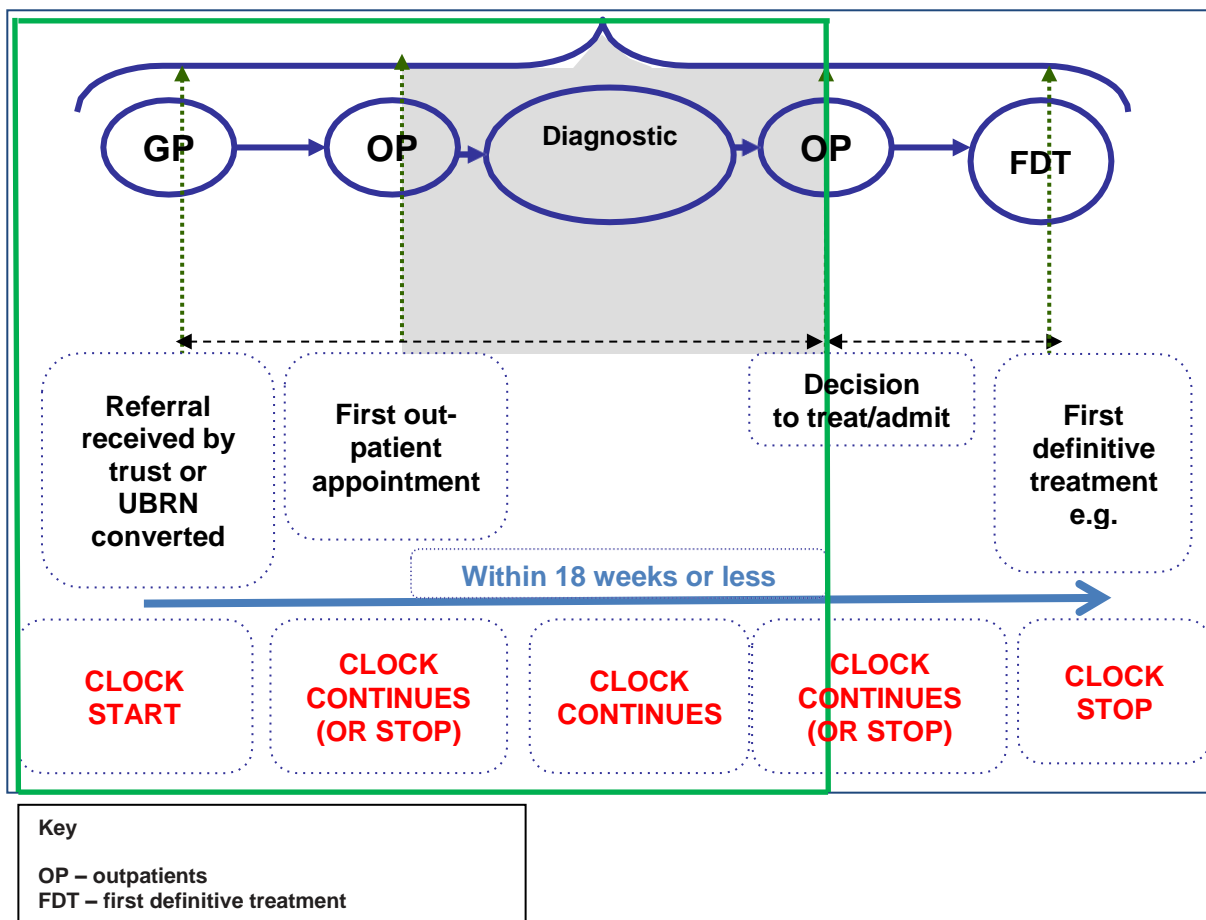 GP
OP
Diagnostic
OP
FDT
Referral
received by
trust or
UBRN
converted
First out-
patient
appointment
Decision
to treat/admit
First
definitive
treatment
e.g.
Within 18 weeks or less
CLOCK
START
CLOCK
CONTINUES
(OR STOP)
CLOCK
CONTINUES
CLOCK
CONTINUES
(OR STOP)
CLOCK
STOP
Key
OP – outpatients
FDT – first definitive treatment